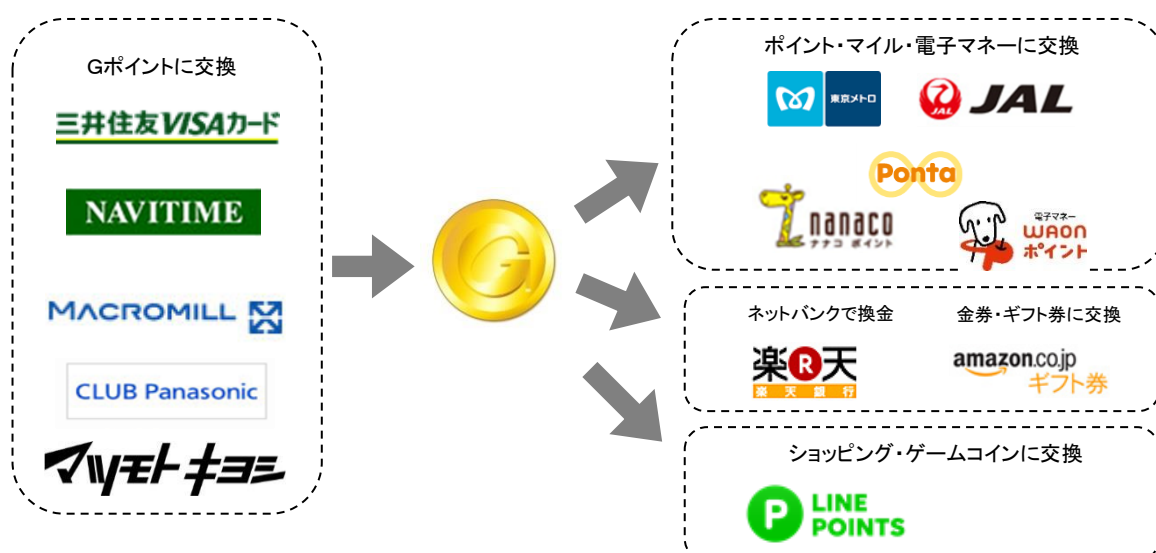 Gポイントに交換
三井住友VISAカード
NAVITIME
MACROMILL
CLUB Panasonic
マツモトキヨシ
G
ポイント・マイル・電子マネーに交換
東京メトロ
JAL
JAL
Ponta
nanaco
ナナコ ポイント
電子マネー
WAON
ポイント
ネットバンクで換金
楽R天
楽天銀行
金券・ギフト券に交換
amazon.co.jp
ギフト券
ショッピング・ゲームコインに交換
P
LINE
POINTS